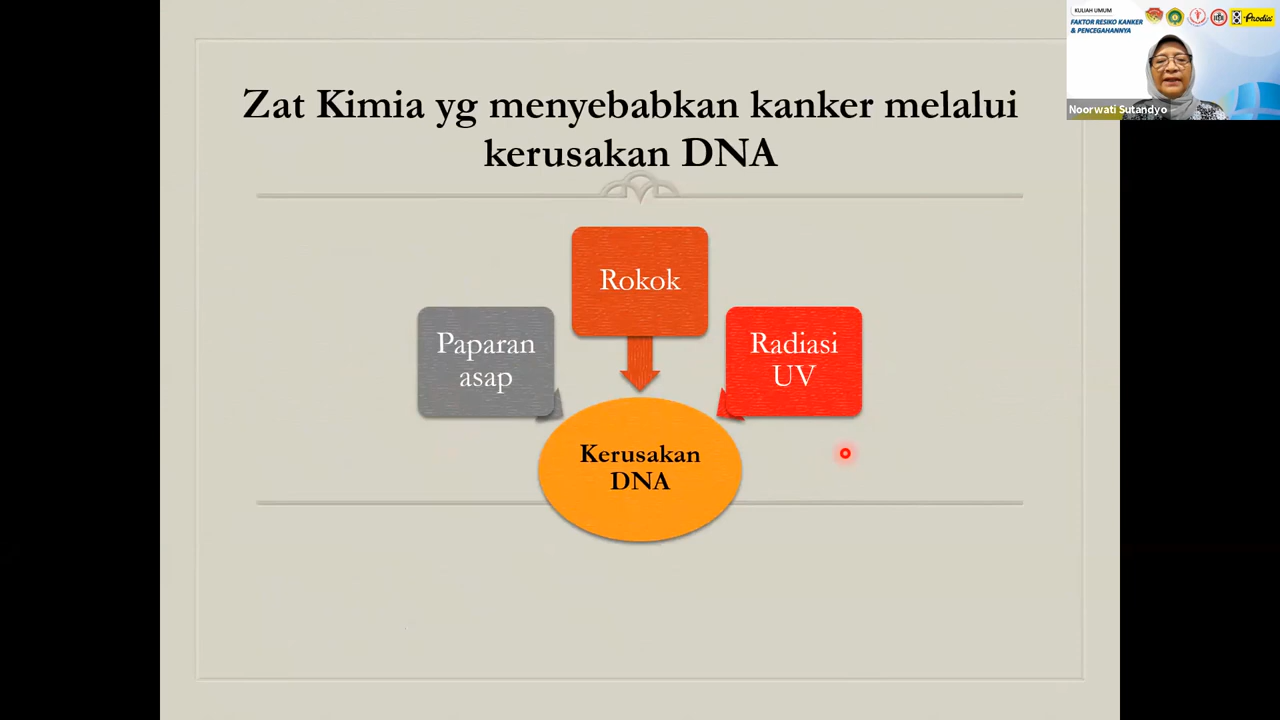 Zat Kimia yg menyebabkan kanker melalui
kerusakan DNA
Rokok
Paparan
asap
Radiasi
UV
Kerusakan
DNA
KULIAH UMUM
FAKTOR RESIKO KANKER
& PENCEGAHANNYA
Prodia
Noorwati Sutandyo